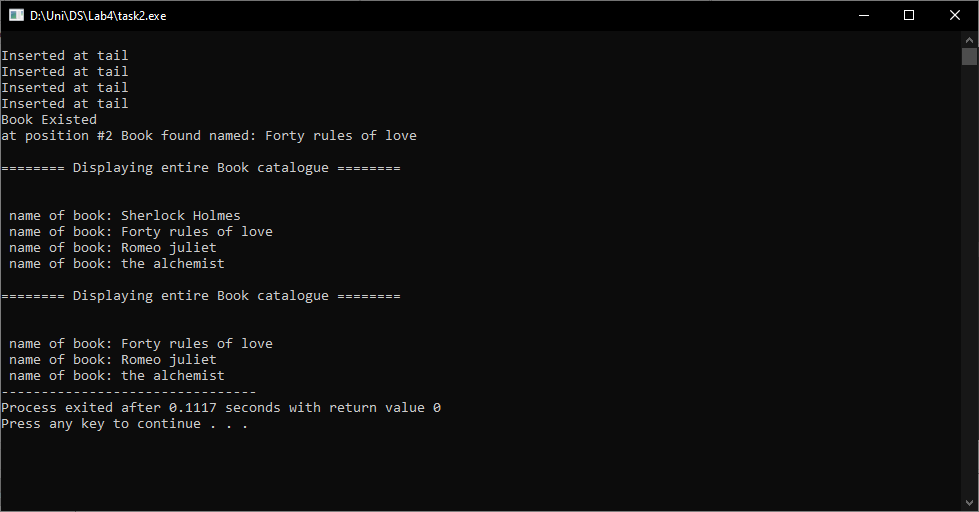 D:\Uni\DS\Lab4\task2.exe
Inserted at tail
Inserted at tail
Inserted at tail
Inserted at tail
Book Existed
at position #2 Book found named: Forty rules of love
======== Displaying entire Book catalogue ========
name of book: Sherlock Holmes
name of book: Forty rules of love
name of book: Romeo juliet
name of book: the alchemist
======== Displaying entire Book catalogue ========
name of book: Forty rules of love
name of book: Romeo juliet
name of book: the alchemist
--------------------------------
Process exited after 0.1117 seconds with return value 0
Press any key to continue . . .